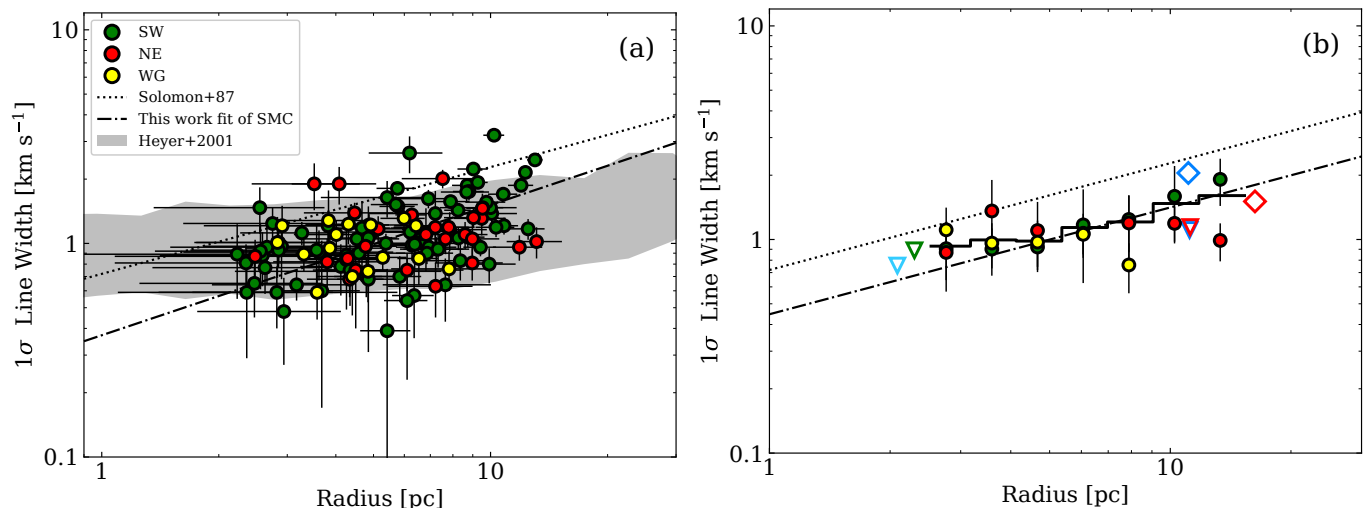 (a)
SW
NE
WG
Solomon+87
This work fit of SMC
Heyer+2001
10
1
0.1
1σ Line Width [km s⁻¹]
1
10
Radius [pc]
(b)
10
1
0.1
1σ Line Width [km s⁻¹]
1
10
Radius [pc]